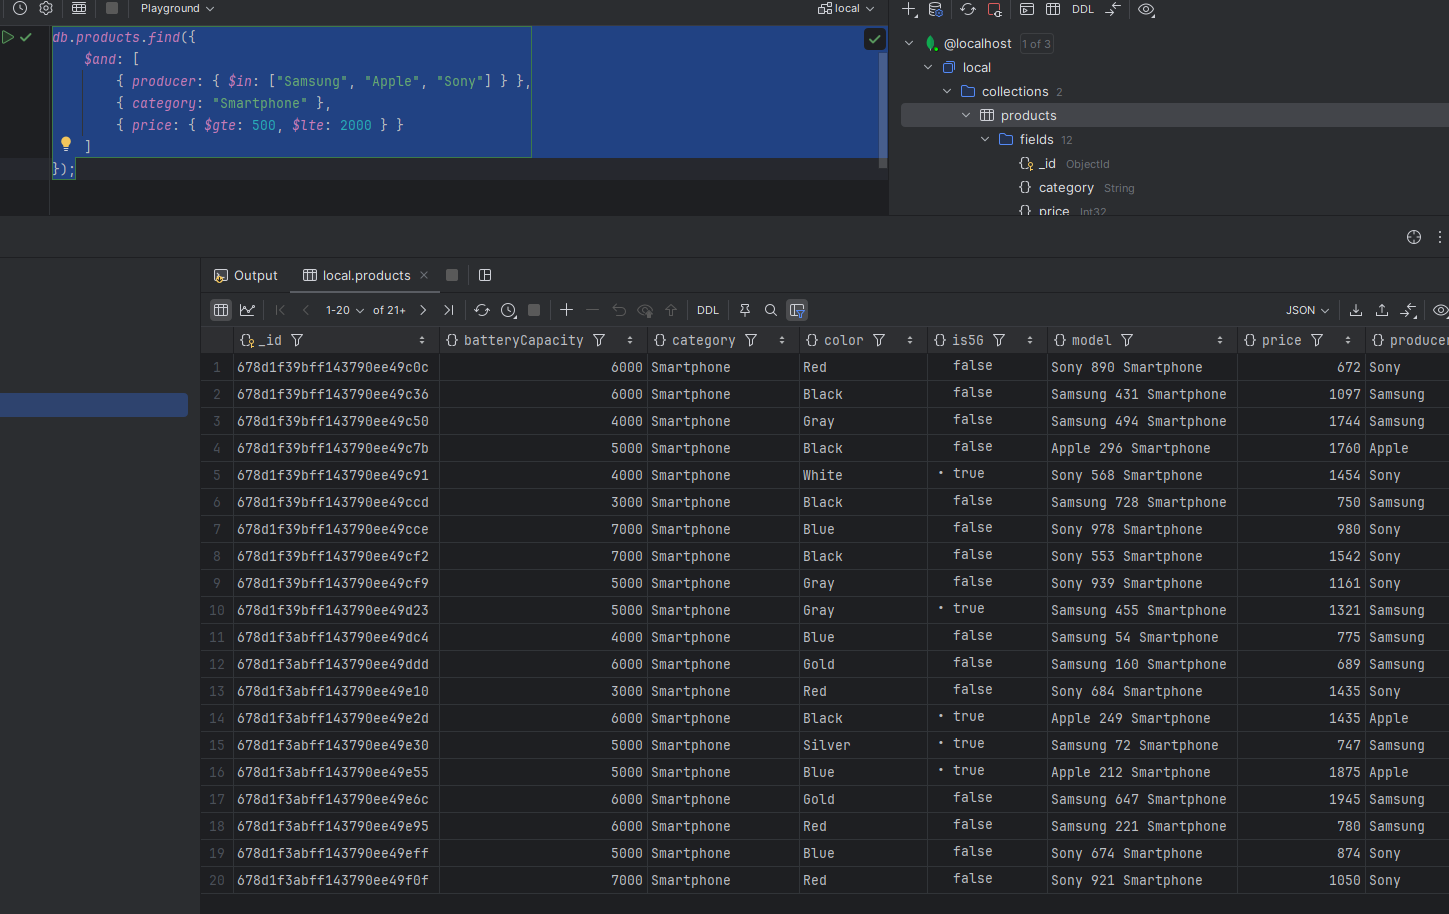 Playground
local
db.products.find({
$and: [
{ producer: { $in: ["Samsung", "Apple", "Sony"] } },
{ category: "Smartphone" },
{ price: { $gte: 500, $lte: 2000 } }
]
});
DDL
@localhost 1 of 3
local
collections 2
products
fields 12
_id ObjectId
category String
price Int32
Output local.products
1-20 of 21+ DDL JSON
_id batteryCapacity category color is5G model price producer
1 678d1f39bff143790ee49c0c 6000 Smartphone Red false Sony 890 Smartphone 672 Sony
2 678d1f39bff143790ee49c36 6000 Smartphone Black false Samsung 431 Smartphone 1097 Samsung
3 678d1f39bff143790ee49c50 4000 Smartphone Gray false Samsung 494 Smartphone 1744 Samsung
4 678d1f39bff143790ee49c7b 5000 Smartphone Black false Apple 296 Smartphone 1760 Apple
5 678d1f39bff143790ee49c91 4000 Smartphone White • true Sony 568 Smartphone 1454 Sony
6 678d1f39bff143790ee49ccd 3000 Smartphone Black false Samsung 728 Smartphone 750 Samsung
7 678d1f39bff143790ee49cce 7000 Smartphone Blue false Sony 978 Smartphone 980 Sony
8 678d1f39bff143790ee49cf2 7000 Smartphone Black false Sony 553 Smartphone 1542 Sony
9 678d1f39bff143790ee49cf9 5000 Smartphone Gray false Sony 939 Smartphone 1161 Sony
10 678d1f39bff143790ee49d23 5000 Smartphone Gray • true Samsung 455 Smartphone 1321 Samsung
11 678d1f3abff143790ee49dc4 4000 Smartphone Blue false Samsung 54 Smartphone 775 Samsung
12 678d1f3abff143790ee49ddd 6000 Smartphone Gold false Samsung 160 Smartphone 689 Samsung
13 678d1f3abff143790ee49e10 3000 Smartphone Red false Sony 684 Smartphone 1435 Sony
14 678d1f3abff143790ee49e2d 6000 Smartphone Black • true Apple 249 Smartphone 1435 Apple
15 678d1f3abff143790ee49e30 5000 Smartphone Silver • true Samsung 72 Smartphone 747 Samsung
16 678d1f3abff143790ee49e55 5000 Smartphone Blue • true Apple 212 Smartphone 1875 Apple
17 678d1f3abff143790ee49e6c 6000 Smartphone Gold false Samsung 647 Smartphone 1945 Samsung
18 678d1f3abff143790ee49e95 6000 Smartphone Red false Samsung 221 Smartphone 780 Samsung
19 678d1f3abff143790ee49eff 5000 Smartphone Blue false Sony 674 Smartphone 874 Sony
20 678d1f3abff143790ee49f0f 7000 Smartphone Red false Sony 921 Smartphone 1050 Sony